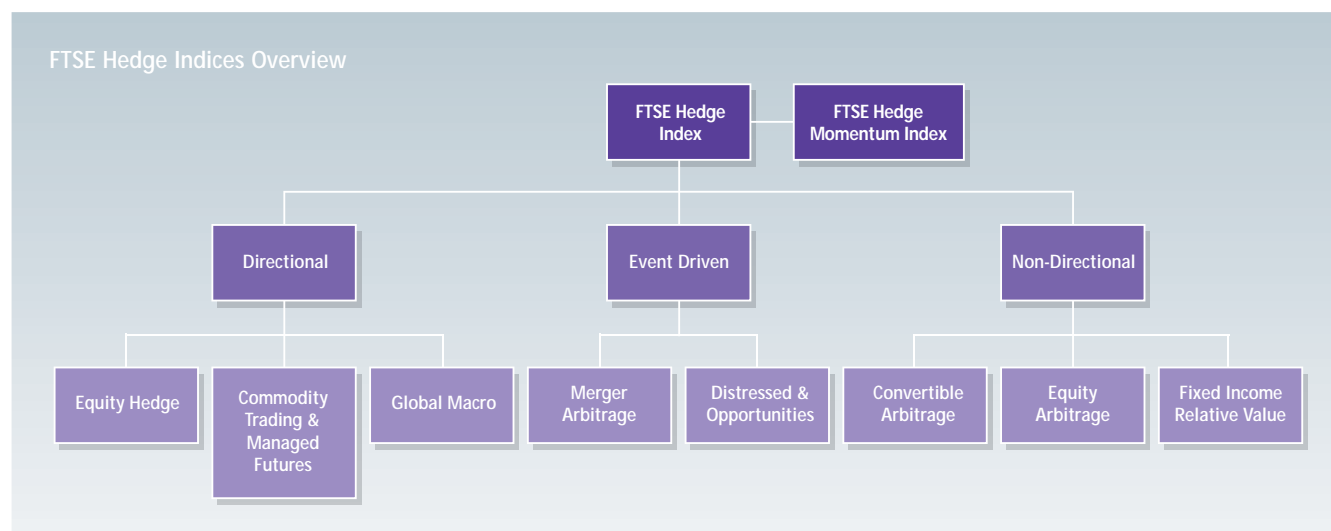 FTSE Hedge Indices Overview
FTSE Hedge
Index
FTSE Hedge
Momentum Index
Directional
Event Driven
Non-Directional
Equity Hedge
Commodity
Trading &
Managed
Futures
Global Macro
Merger
Arbitrage
Distressed &
Opportunities
Convertible
Arbitrage
Equity
Arbitrage
Fixed Income
Relative Value